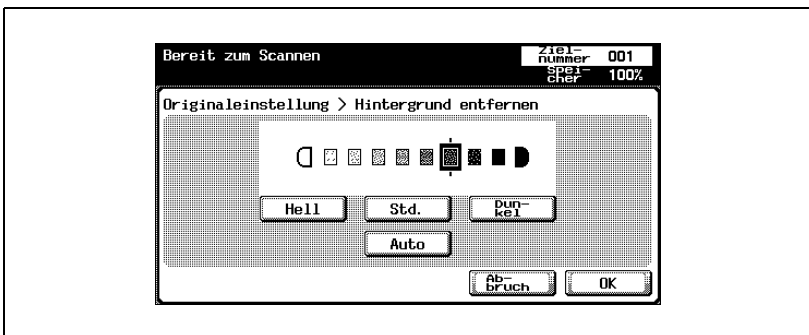 Bereit zum Scannen
Ziel-
nummer 001
Spei-
cher 100%
Originaleinstellung > Hintergrund entfernen
Hell Std. Dun-
kel
Auto
Ab-
bruch OK